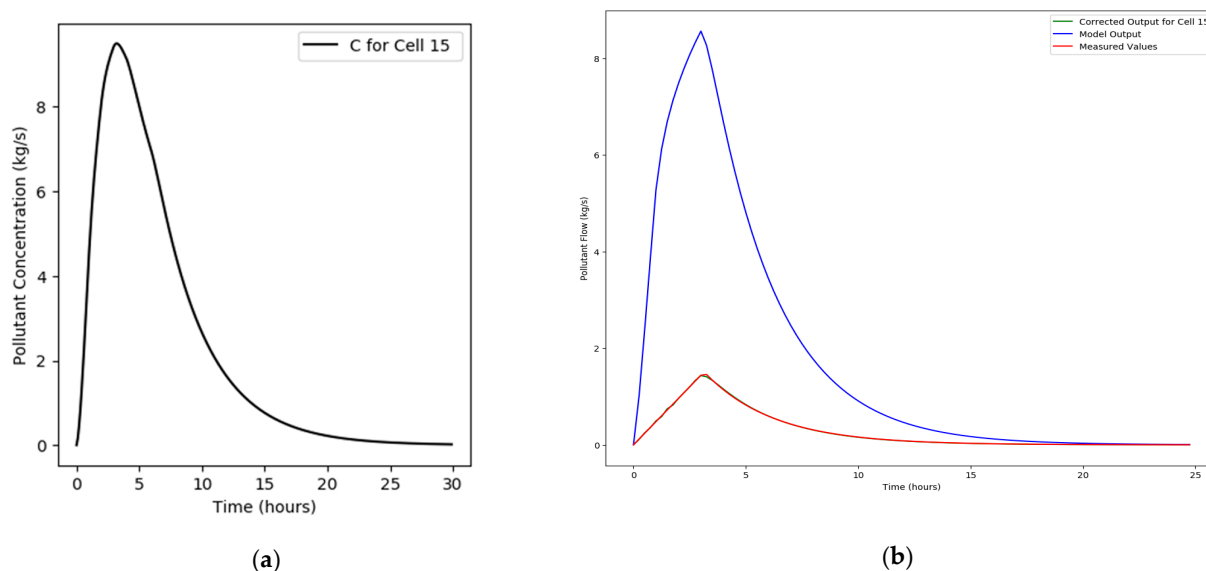 C for Cell 15
Pollutant Concentration (kg/s)
8
6
4
2
0
0 5 10 15 20 25 30
Time (hours)
(a)
Corrected Output for Cell 15
Model Output
Measured Values
Pollutant Flow (kg/s)
8
6
4
2
0
0 5 10 15 20 25
Time (hours)
(b)